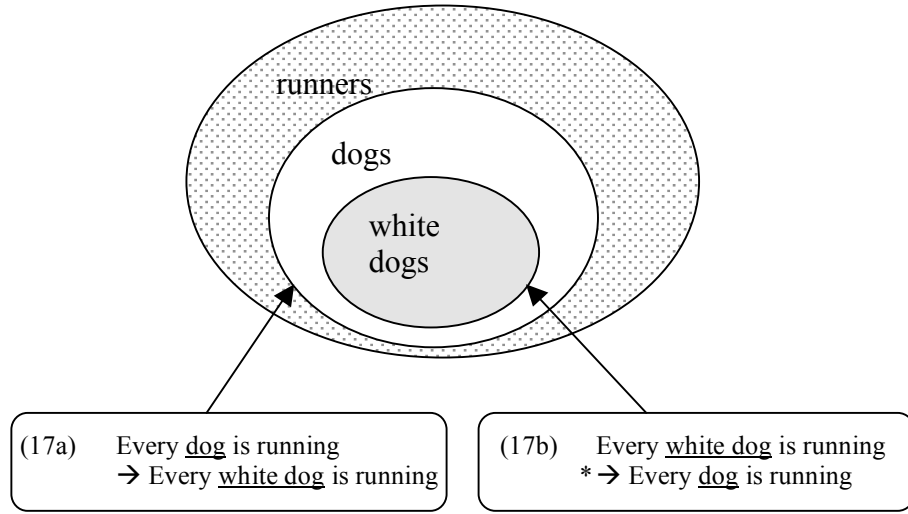 runners
dogs
white
dogs
(17a) Every dog is running
→ Every white dog is running
(17b) Every white dog is running
* → Every dog is running